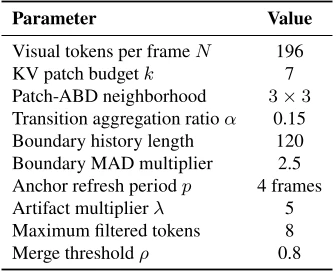 Parameter Value
Visual tokens per frame N 196
KV patch budget k 7
Patch-ABD neighborhood 3 × 3
Transition aggregation ratio α 0.15
Boundary history length 120
Boundary MAD multiplier 2.5
Anchor refresh period p 4 frames
Artifact multiplier λ 5
Maximum filtered tokens 8
Merge threshold ρ 0.8